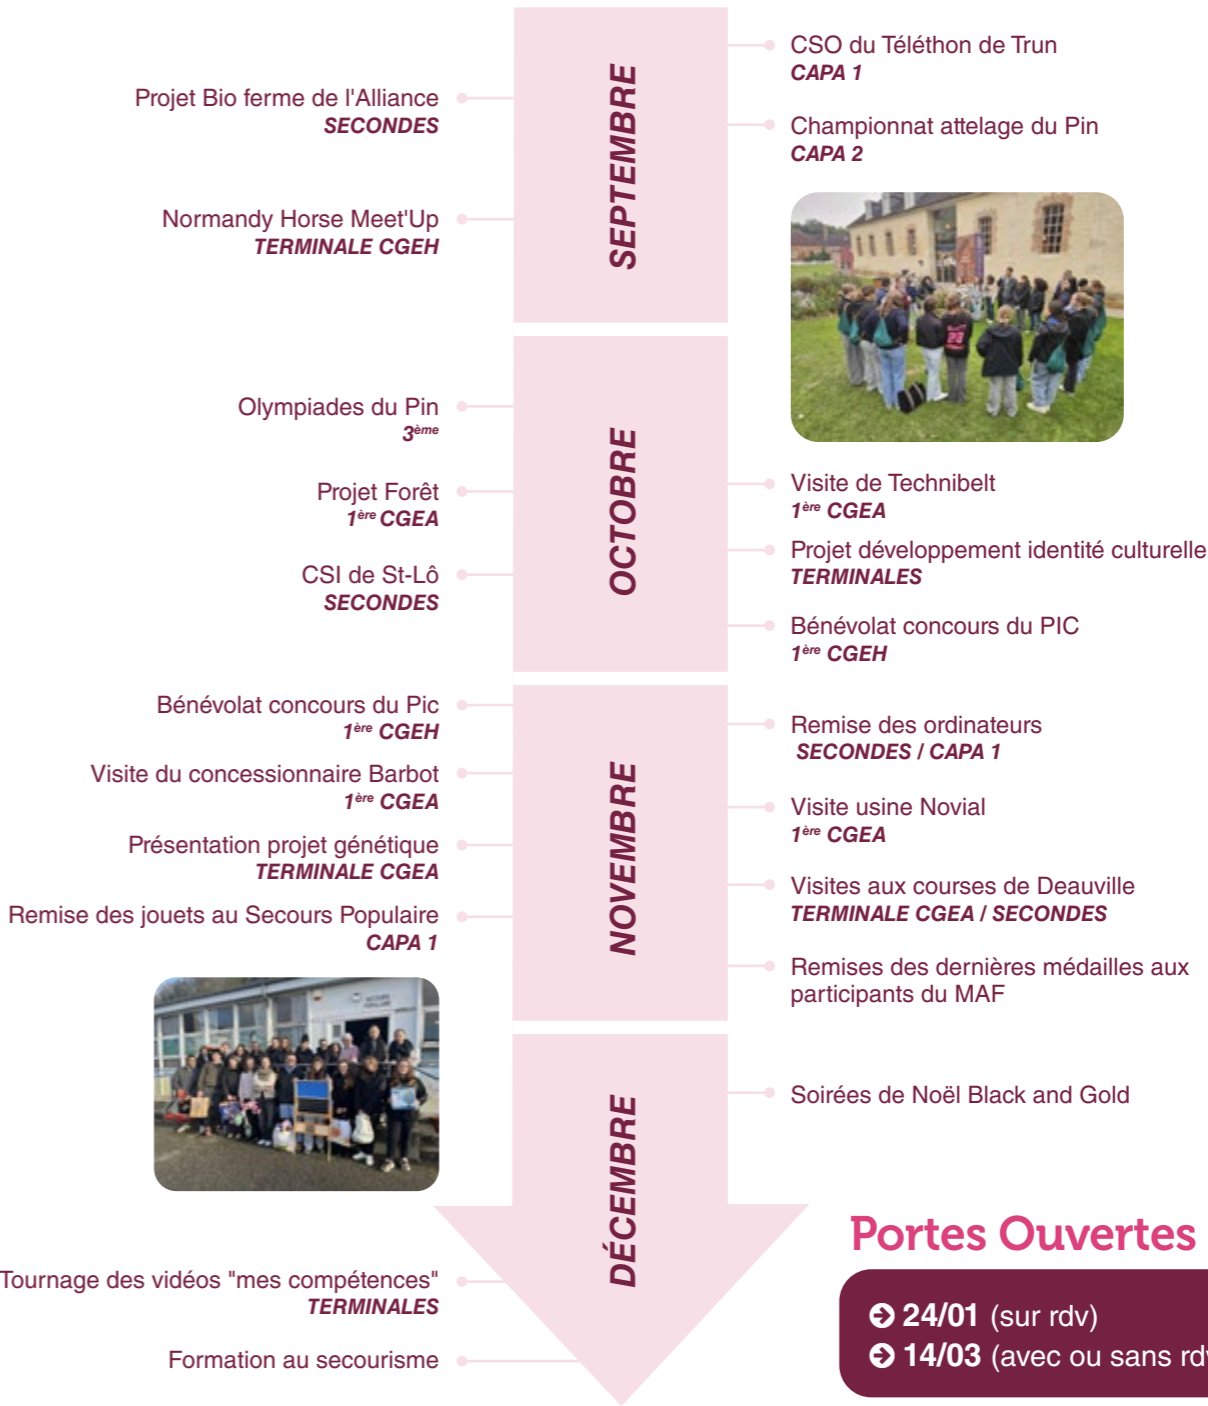 SEPTEMBRE
Projet Bio ferme de l'Alliance
SECONDES
Normandy Horse Meet'Up
TERMINALE CGEH
CSO du Téléthon de Trun
CAPA 1
Championnat attelage du Pin
CAPA 2
OCTOBRE
Olympiades du Pin
3ème
Projet Forêt
1ère CGEA
CSI de St-Lô
SECONDES
Visite de Technibelt
1ère CGEA
Projet développement identité culturelle
TERMINALES
Bénévolat concours du PIC
1ère CGEH
NOVEMBRE
Bénévolat concours du Pic
1ère CGEH
Visite du concessionnaire Barbot
1ère CGEA
Présentation projet génétique
TERMINALE CGEA
Remise des jouets au Secours Populaire
CAPA 1
SECOURS
POPULAIRE
Remise des ordinateurs
SECONDES / CAPA 1
Visite usine Novial
1ère CGEA
Visites aux courses de Deauville
TERMINALE CGEA / SECONDES
Remises des dernières médailles aux
participants du MAF
DÉCEMBRE
Soirées de Noël Black and Gold
Tournage des vidéos "mes compétences"
TERMINALES
Formation au secourisme
Portes Ouvertes
24/01 (sur rdv)
14/03 (avec ou sans rdv